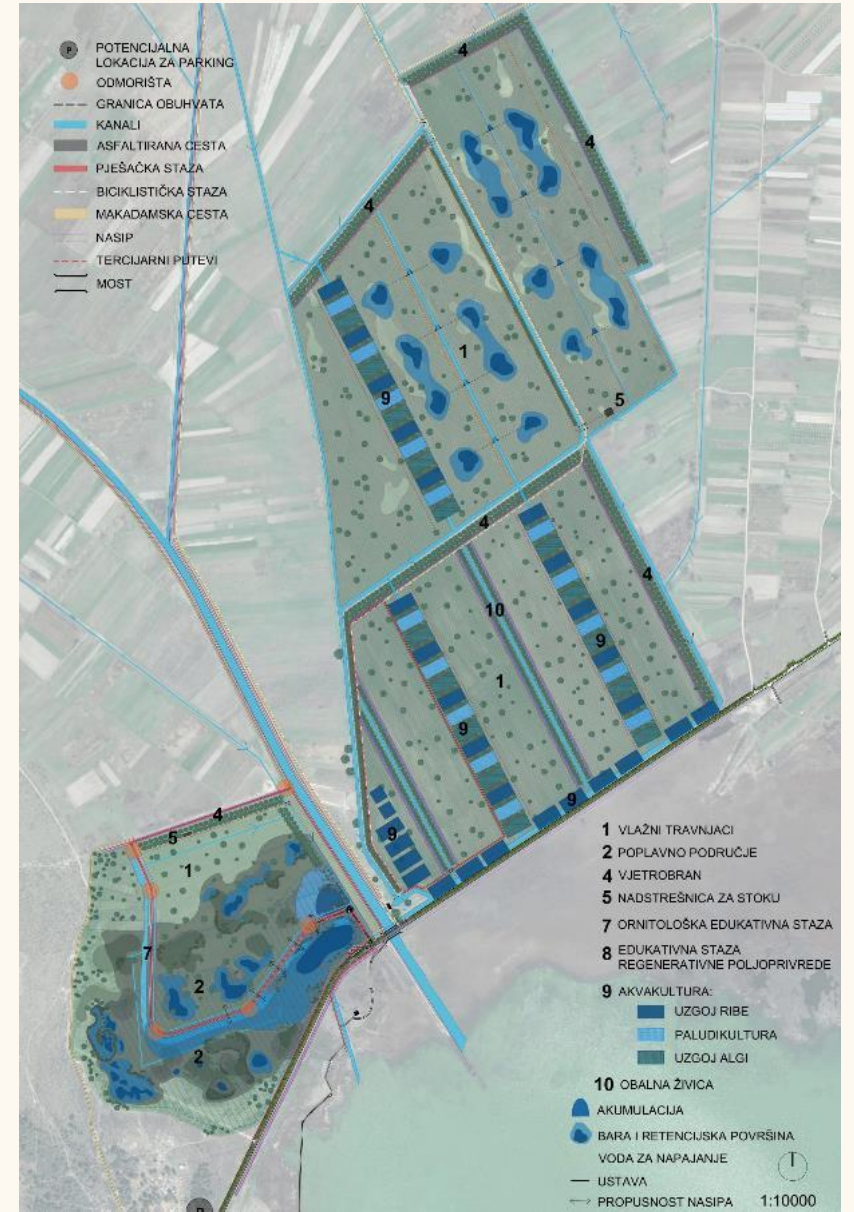 P POTENCIJALNA
LOKACIJA ZA PARKING
ODMORIŠTA
GRANICA OBUHVATA
KANALI
ASFALTIRANA CESTA
PJEŠAČKA STAZA
BICIKLISTIČKA STAZA
MAKADAMSKA CESTA
NASIP
TERCIJARNI PUTEVI
MOST
4
4
4
1
9
5
4
4
10
9
1
9
9
9
4
5
1
7
2
2
P
1 VLAŽNI TRAVNJACI
2 POPLAVNO PODRUČJE
4 VJETROBRAN
5 NADSTREŠNICA ZA STOKU
7 ORNITOLOŠKA EDUKATIVNA STAZA
8 EDUKATIVNA STAZA
REGENERATIVNE POLJOPRIVREDE
9 AKVAKULTURA:
UZGOJ RIBE
PALUDIKULTURA
UZGOJ ALGI
10 OBALNA ŽIVICA
AKUMULACIJA
BARA I RETENCIJSKA POVRŠINA
VODA ZA NAPAJANJE
USTAVA
PROPUSNOST NASIPA 1:10000